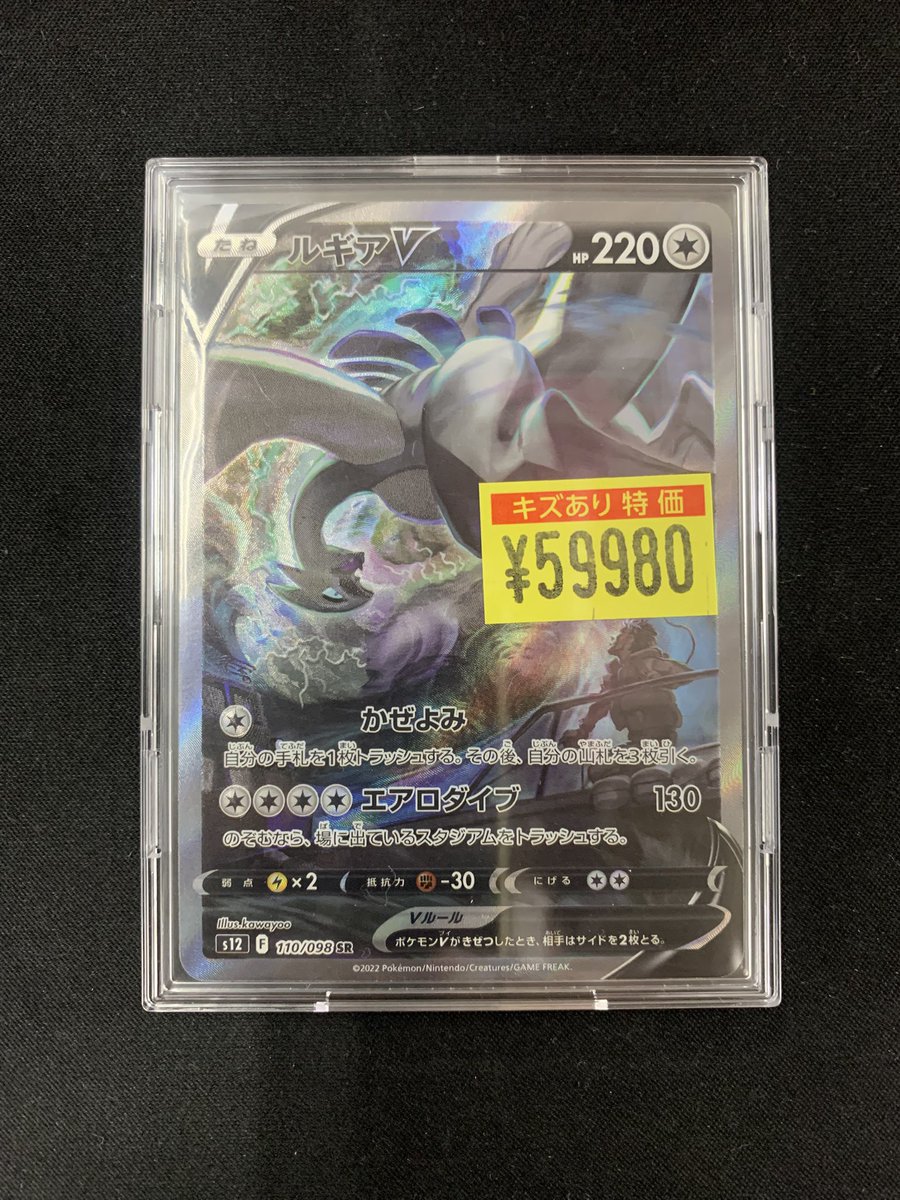 たね ルギアV HP 220
キズあり 特価
¥59980
かぜよみ
自分の手札を1枚トラッシュする。その後、自分の山札を3枚引く。
エアロダイブ 130
のぞむなら、場に出ているスタジアムをトラッシュする。
弱点 ×2 抵抗力 -30 にげる
Illus.kawayoo
Vルール
s12 F 110/098 SR
ポケモンVがきぜつしたとき、相手はサイドを2枚とる。
©2022 Pokémon/Nintendo/Creatures/GAME FREAK.